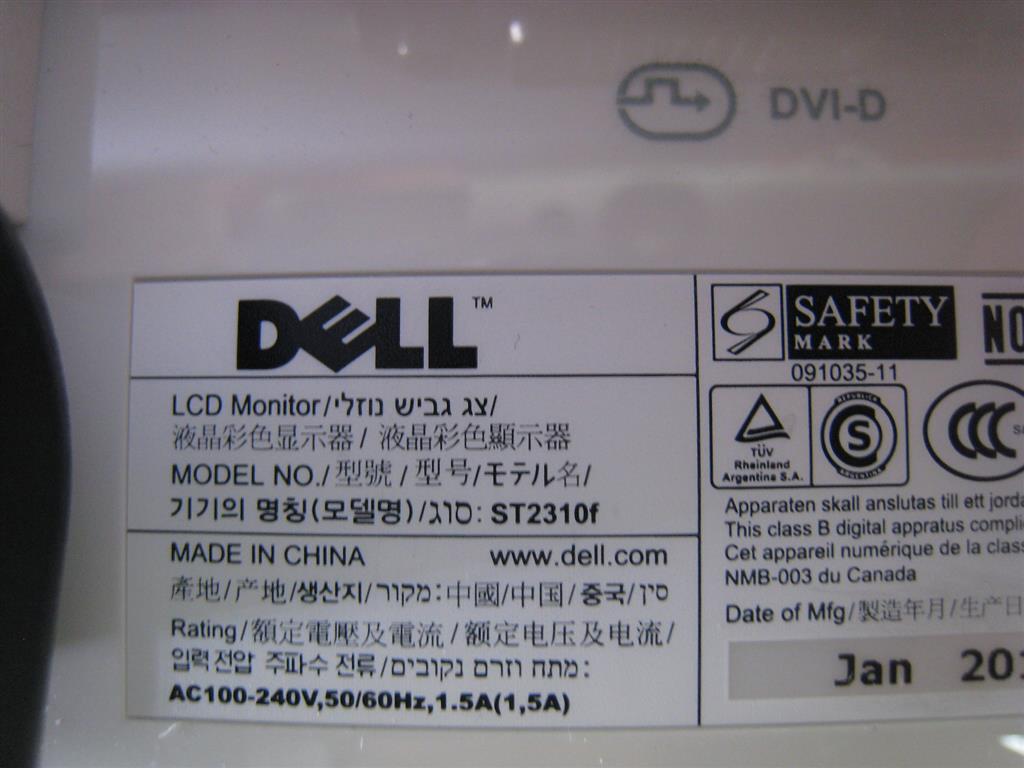 DVI-D
DELL™
LCD Monitor/צג גביש נוזלי/
液晶彩色显示器/ 液晶彩色顯示器
MODEL NO./型號/型号/モデル名/
기기의 명칭(모델명)/סוג: ST2310f
MADE IN CHINA www.dell.com
產地/产地/생산지/מקור:中國/中国/중국/סין
Rating/額定電壓及電流/额定电压及电流/
입력전압 주파수 전류/מתח וזרם נקובים:
AC100-240V,50/60Hz,1.5A(1,5A)
SAFETY
MARK
091035-11
TÜV
Rheinland
Argentina S.A.
REPUBLICA
S
ARGENTINA
CCC
Apparaten skall anslutas till ett
This class B digital appratus
Cet appareil numérique de la
NMB-003 du Canada
Date of Mfg/製造年月/生产日
Jan